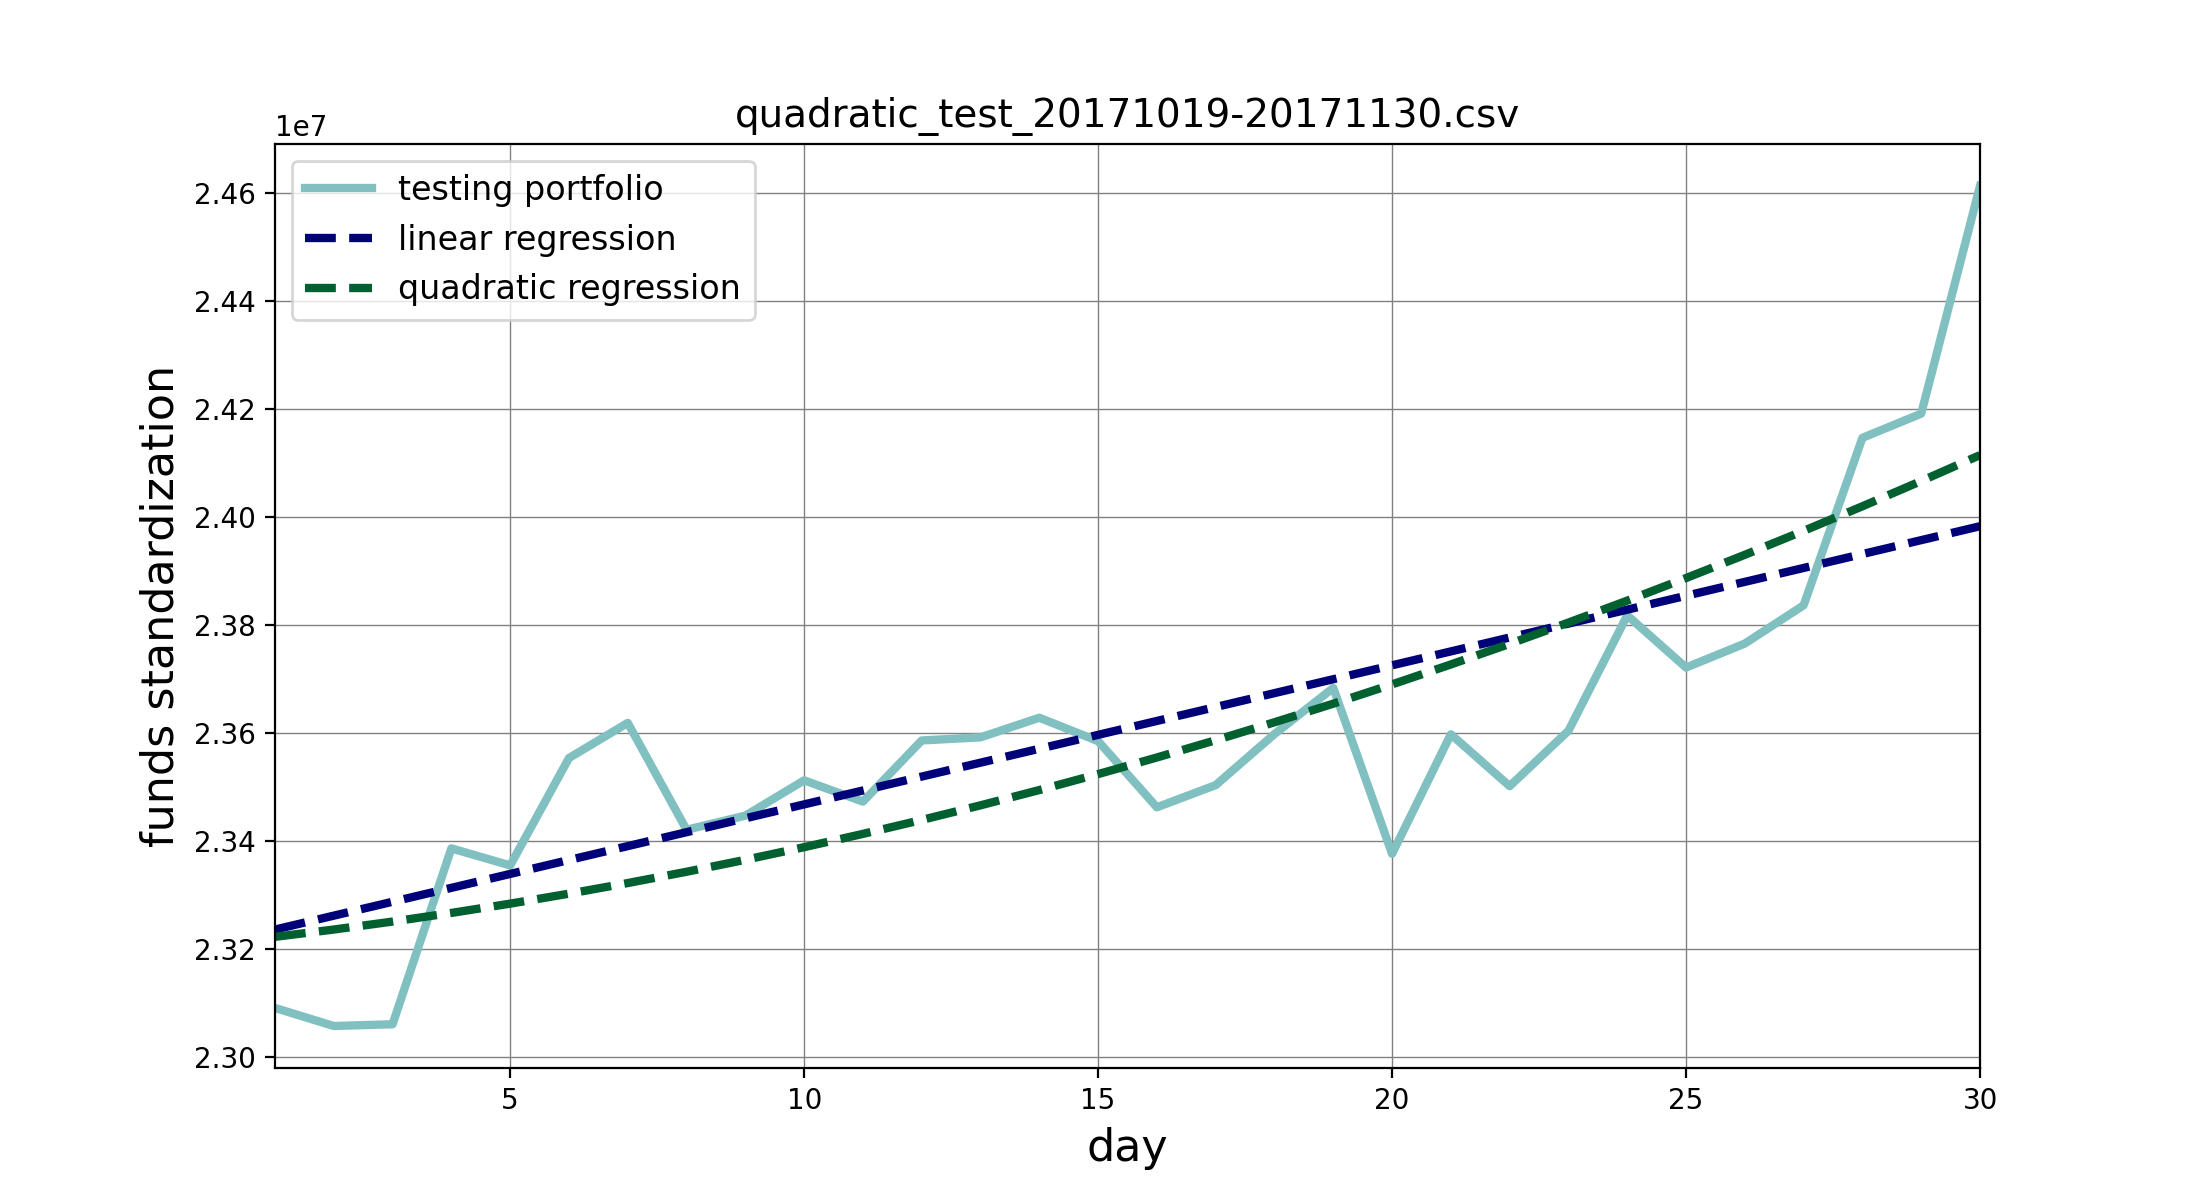 quadratic_test_20171019-20171130.csv
1e7
testing portfolio
linear regression
quadratic regression
2.46
2.44
2.42
2.40
2.38
2.36
2.34
2.32
2.30
funds standardization
5 10 15 20 25 30
day